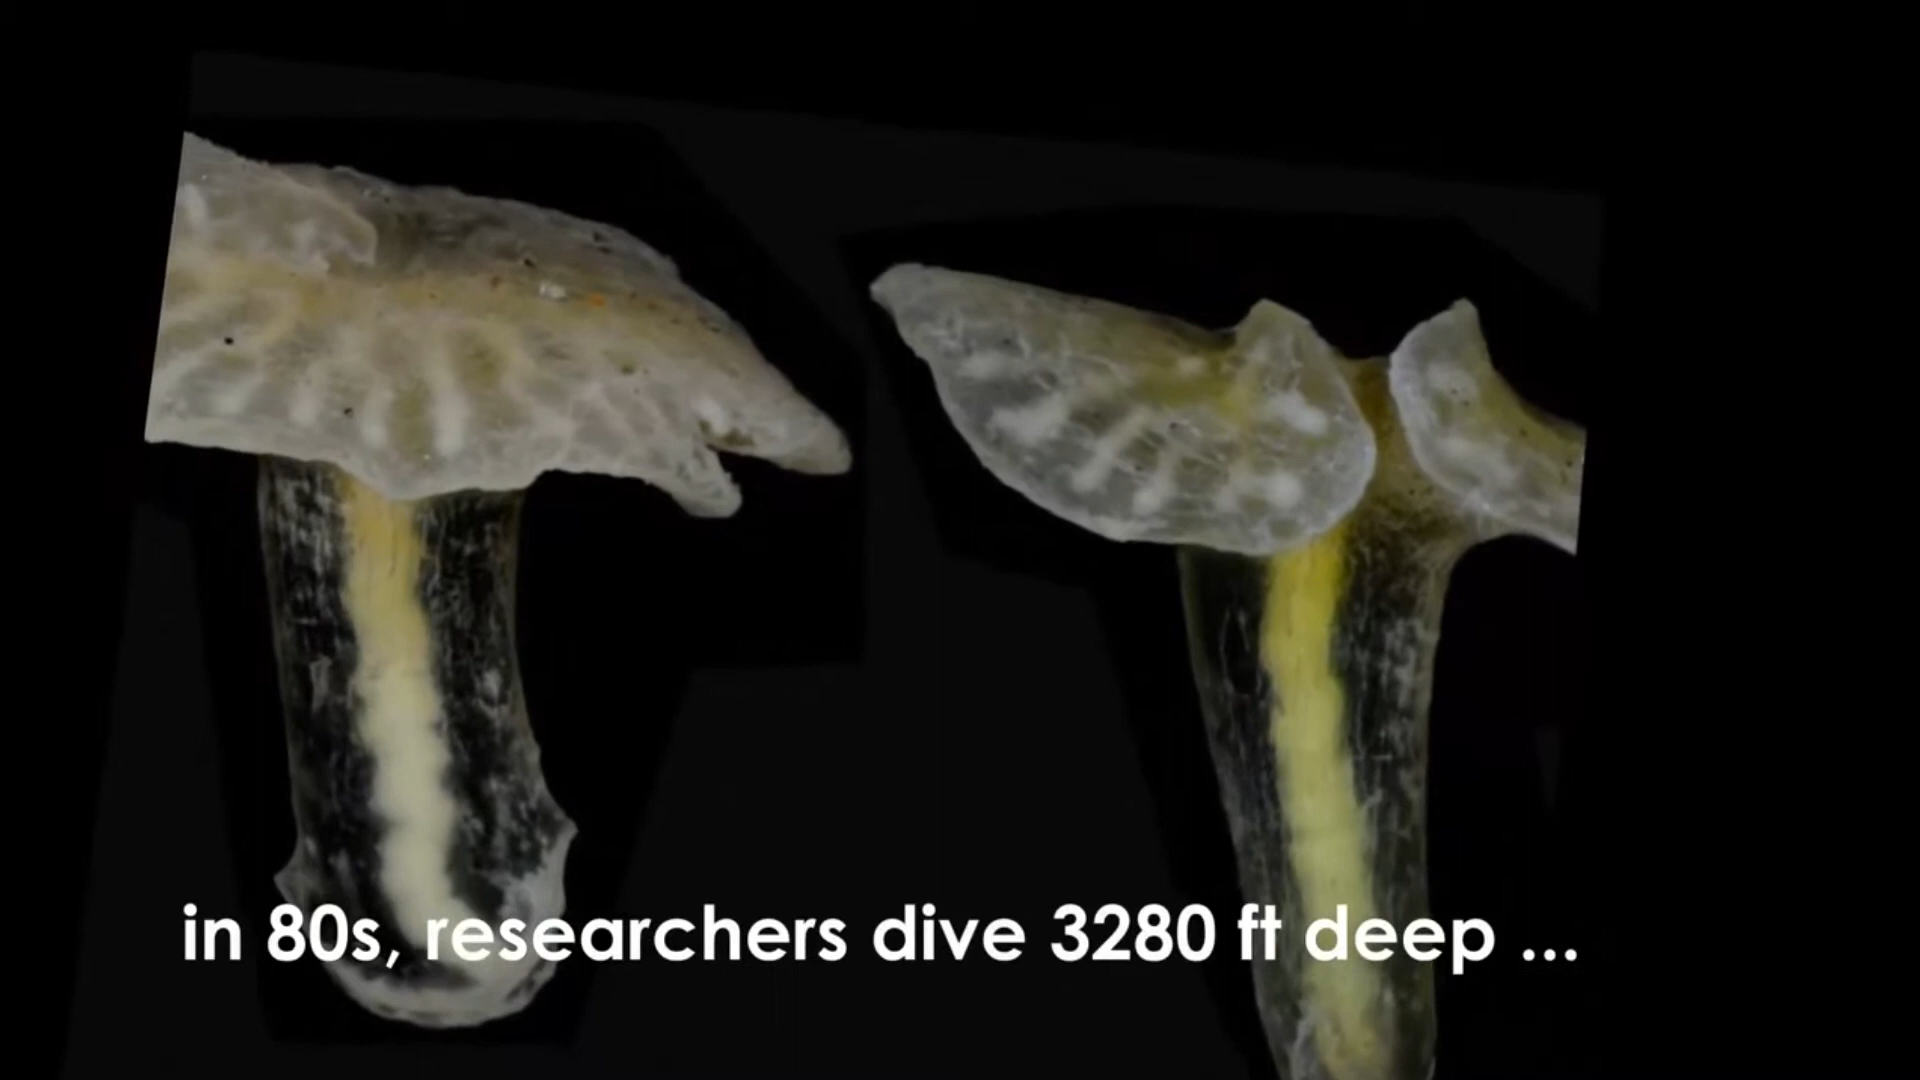 in 80s, researchers dive 3280 ft deep ...